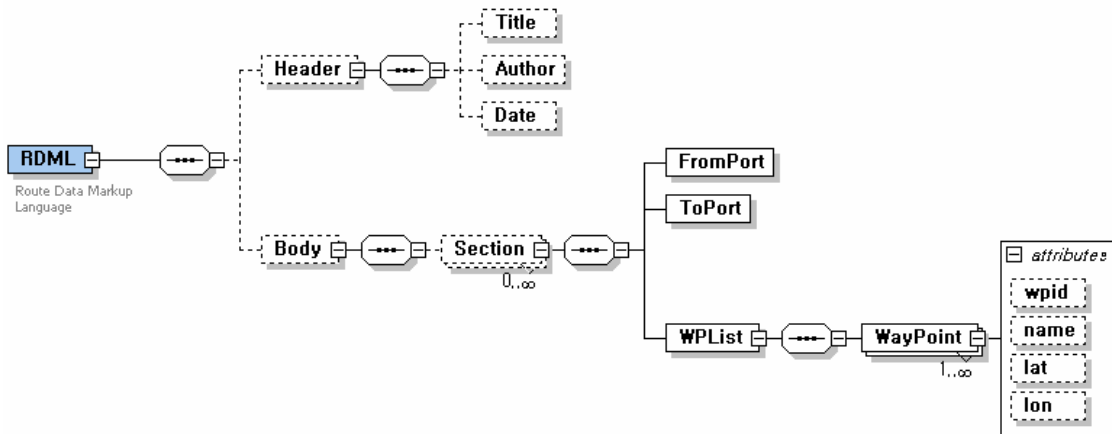 Title
Header
Author
Date
RDML
Route Data Markup
Language
FromPort
ToPort
Body
Section
0..∞
attributes
wpid
name
WPList
WayPoint
1..∞
lat
lon